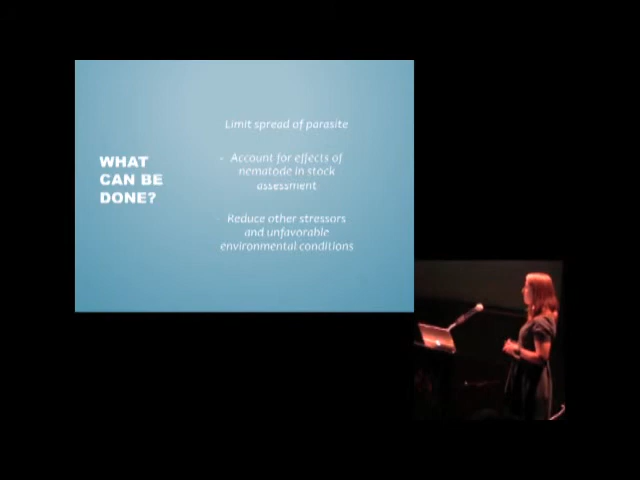 WHAT
CAN BE
DONE?
Limit spread of parasite
- Account for effects of
nematode in stock
assessment
- Reduce other stressors
and unfavorable
environmental conditions